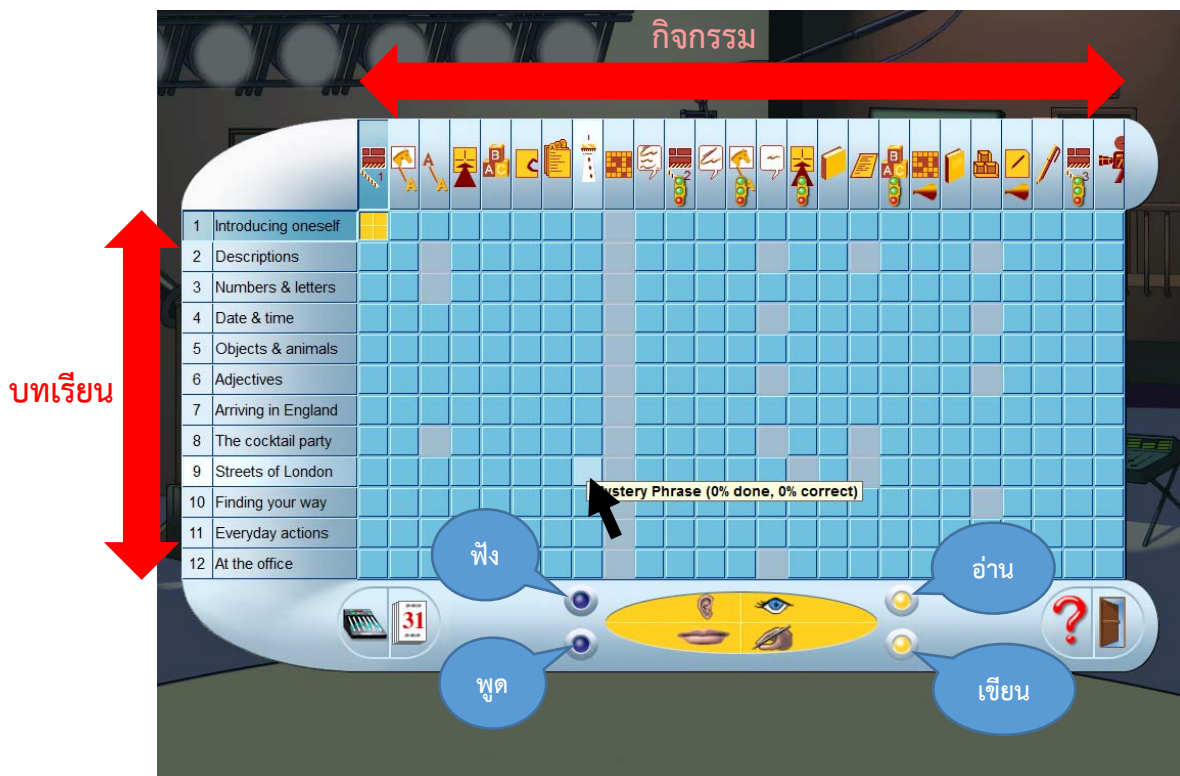 กิจกรรม
บทเรียน
1 Introducing oneself
2 Descriptions
3 Numbers & letters
4 Date & time
5 Objects & animals
6 Adjectives
7 Arriving in England
8 The cocktail party
9 Streets of London
Phrase (0% done, 0% correct)
10 Finding your way
11 Everyday actions
12 At the office
ฟัง
อ่าน
31
พูด
เขียน